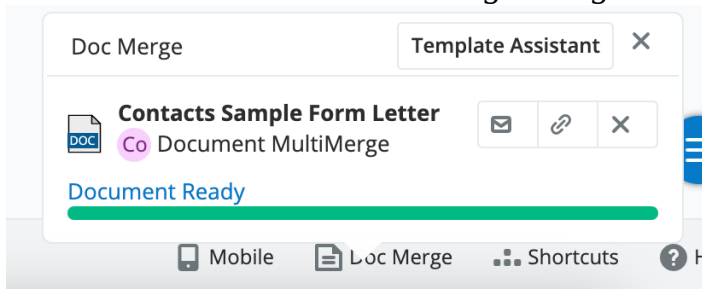 Doc Merge
Template Assistant
Contacts Sample Form Letter
DOC
Co Document MultiMerge
Document Ready
Mobile
Doc Merge
Shortcuts